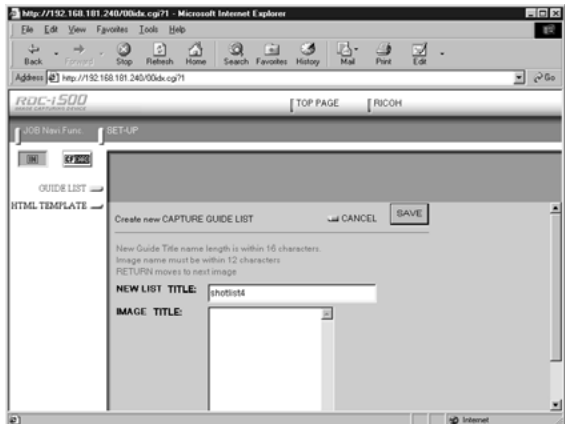 http://192.168.181.240/00idx.cgi?1 - Microsoft Internet Explorer
File Edit View Favorites Tools Help
Back Forward Stop Refresh Home Search Favorites History Mail Print Edit
Address http://192.168.181.240/00idx.cgi?1 Go
RDC-i500 TOP PAGE RICOH
IMAGE CAPTURING DEVICE
JOB Navi Func. SET-UP
IN
GUIDE LIST
HTML TEMPLATE
Create new CAPTURE GUIDE LIST CANCEL SAVE
New Guide Title name length is within 16 characters.
Image name must be within 12 characters
RETURN moves to next image
NEW LIST TITLE: shotlist4
IMAGE TITLE:
Internet